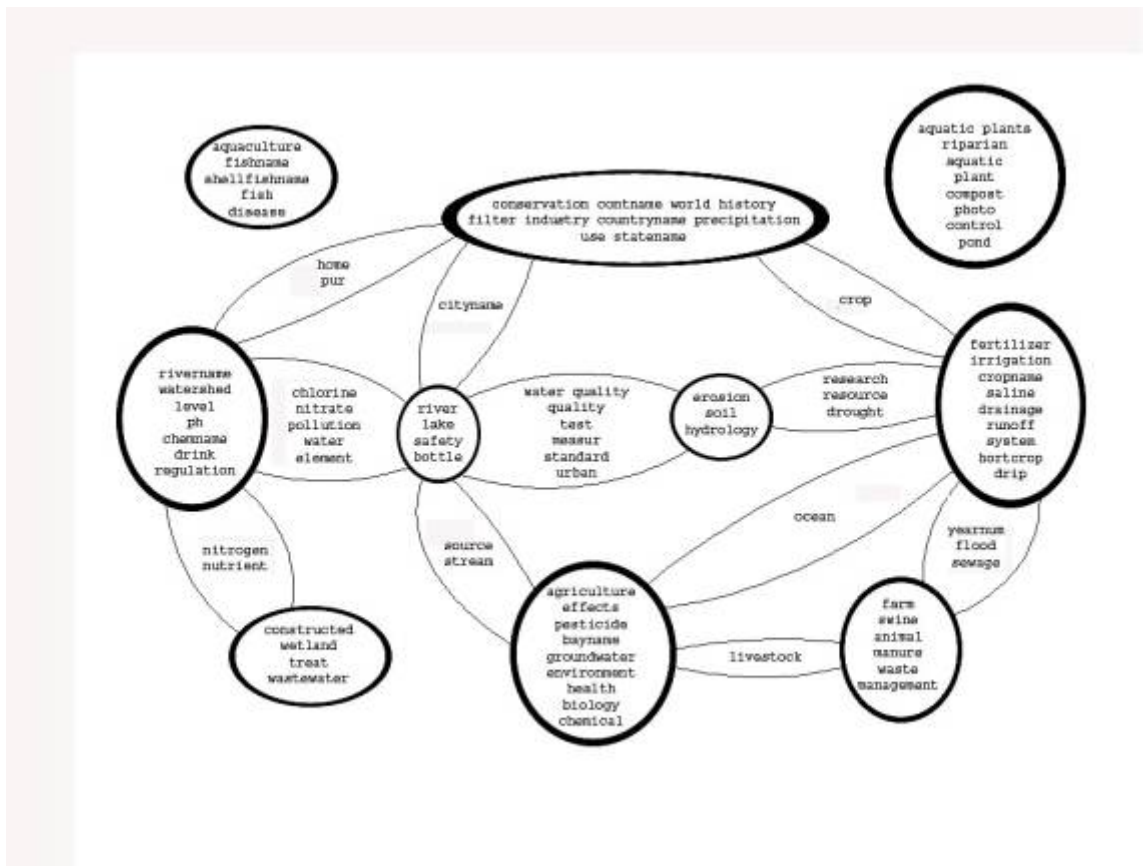 aquaculture
fishname
shellfishname
fish
disease
aquatic plants
riparian
aquatic
plant
compost
photo
control
pond
conservation contname world history
filter industry countryname precipitation
use statename
home
pur
cityname
crop
rivername
watershed
level
ph
chemname
drink
regulation
chlorine
nitrate
pollution
water
element
river
lake
safety
bottle
water quality
quality
test
measur
standard
urban
erosion
soil
hydrology
research
resource
drought
fertilizer
irrigation
cropname
saline
drainage
runoff
system
hortcrop
drip
nitrogen
nutrient
source
stream
ocean
yearnum
flood
sewage
constructed
wetland
treat
wastewater
agriculture
effects
pesticide
bayname
groundwater
environment
health
biology
chemical
livestock
farm
swine
animal
manure
waste
management